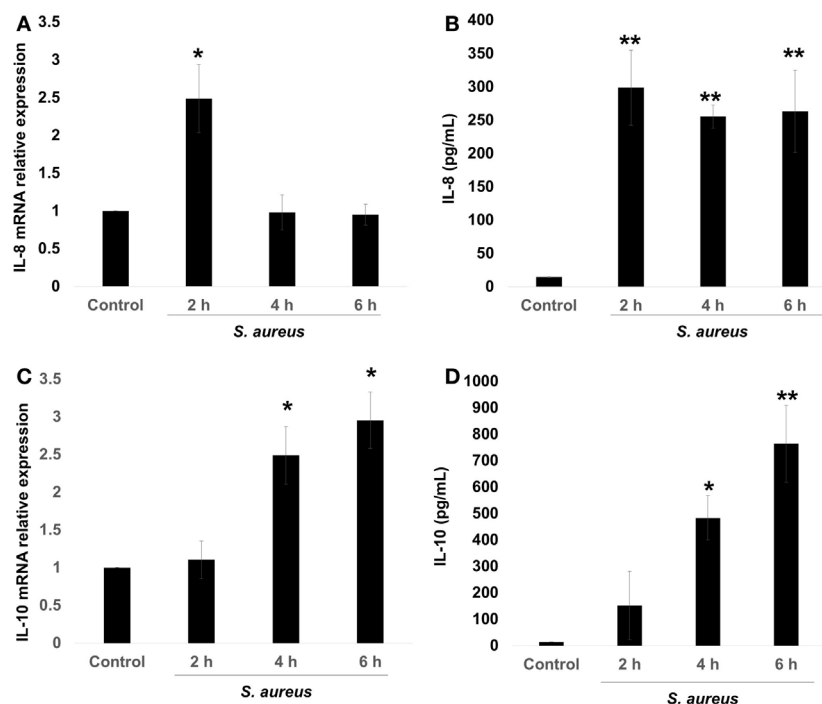 A
IL-8 mRNA relative expression
3.5
3
2.5
2
1.5
1
0.5
0
*
Control
2 h
4 h
6 h
S. aureus
B
IL-8 (pg/mL)
400
350
300
250
200
150
100
50
0
**
**
**
Control
2 h
4 h
6 h
S. aureus
C
IL-10 mRNA relative expression
3.5
3
2.5
2
1.5
1
0.5
0
*
*
Control
2 h
4 h
6 h
S. aureus
D
IL-10 (pg/mL)
1000
900
800
700
600
500
400
300
200
100
0
*
**
Control
2 h
4 h
6 h
S. aureus